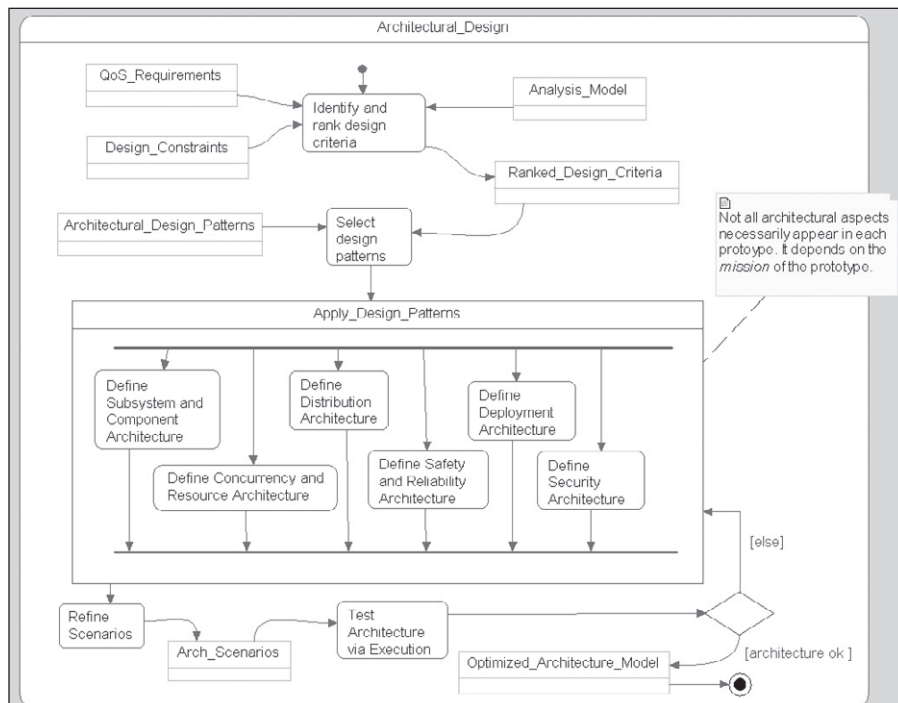 Architectural_Design
QoS_Requirements
Identify and
rank design
criteria
Analysis_Model
Design_Constraints
Ranked_Design_Criteria
Architectural_Design_Patterns
Select
design
patterns
Not all architectural aspects
necessarily appear in each
protoype. It depends on the
mission of the prototype.
Apply_Design_Patterns
Define
Subsystem and
Component
Architecture
Define
Distribution
Architecture
Define
Deployment
Architecture
Define Concurrency and
Resource Architecture
Define Safety
and Reliability
Architecture
Define
Security
Architecture
[else]
Refine
Scenarios
Arch_Scenarios
Test
Architecture
via Execution
[architecture ok ]
Optimized_Architecture_Model